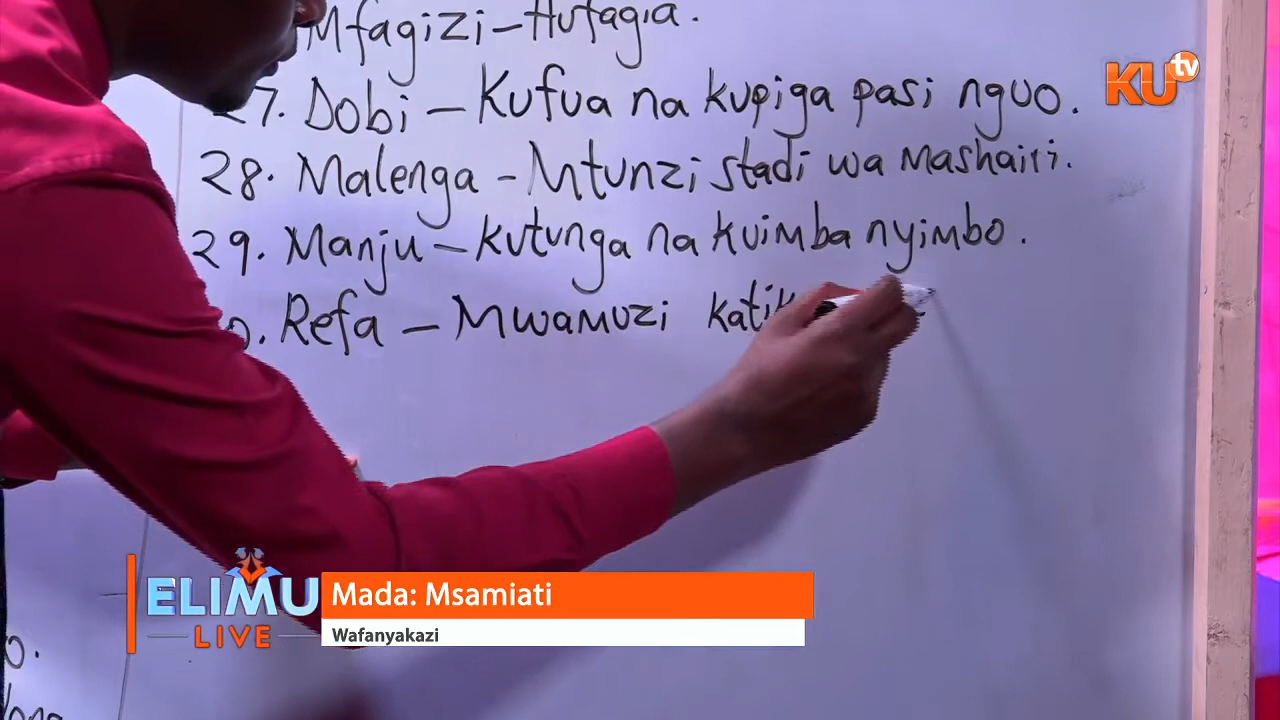 Mfagizi - Hufagia.
27. Dobi - Kufua na kupiga pasi nguo.
28. Malenga - Mtunzi stadi wa Mashairi.
29. Manju - Kutunga na kuimba nyimbo.
Refa - Mwamuzi
KU tv
ELIMU LIVE
Mada: Msamiati
Wafanyakazi